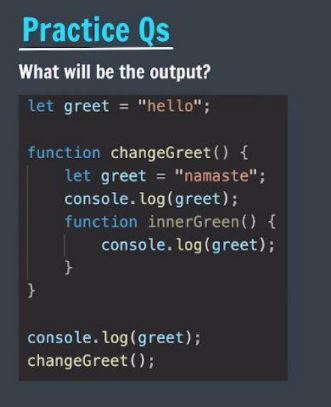 Practice Qs
What will be the output?
let greet = "hello";
function changeGreet() {
let greet = "namaste";
console.log(greet);
function innerGreen() {
console.log(greet);
}
}
console.log(greet);
changeGreet();